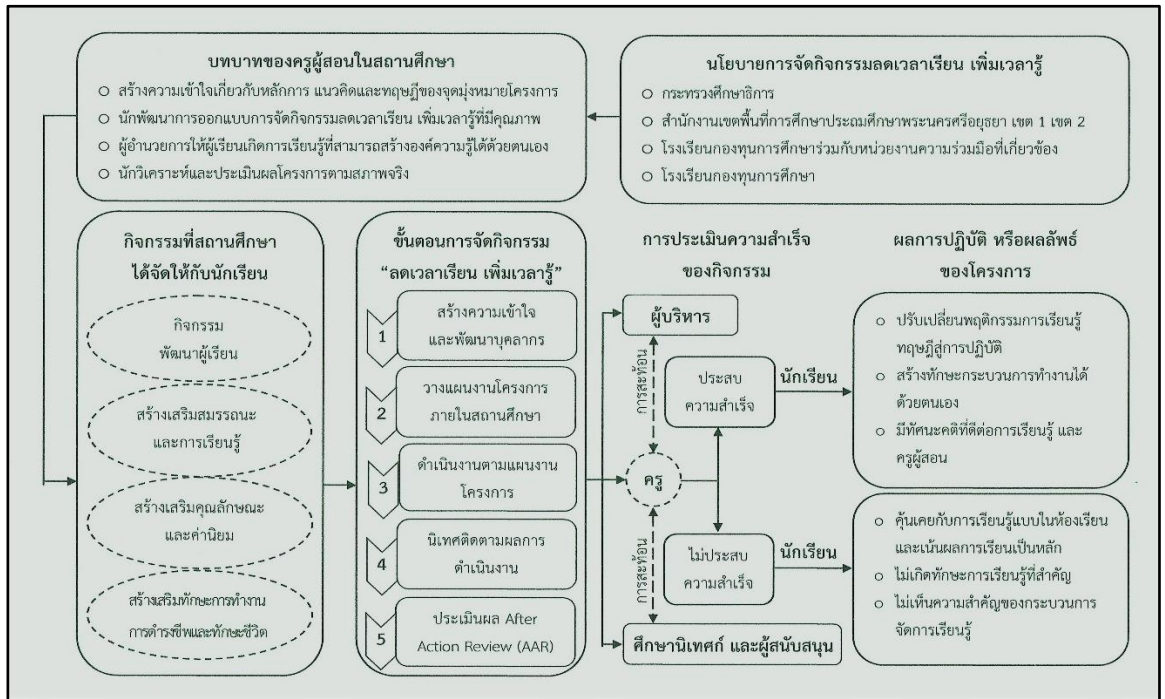 บทบาทของครูผู้สอนในสถานศึกษา
○ สร้างความเข้าใจเกี่ยวกับหลักการ แนวคิดและทฤษฎีของจุดมุ่งหมายโครงการ
○ นักพัฒนาการออกแบบการจัดกิจกรรมลดเวลาเรียน เพิ่มเวลารู้ที่มีคุณภาพ
○ ผู้อำนวยการให้ผู้เรียนเกิดการเรียนรู้ที่สามารถสร้างองค์ความรู้ได้ด้วยตนเอง
○ นักวิเคราะห์และประเมินผลโครงการตามสภาพจริง
นโยบายการจัดกิจกรรมลดเวลาเรียน เพิ่มเวลารู้
○ กระทรวงศึกษาธิการ
○ สำนักงานเขตพื้นที่การศึกษาประถมศึกษาพระนครศรีอยุธยา เขต 1 เขต 2
○ โรงเรียนกองทุนการศึกษาร่วมกับหน่วยงานความร่วมมือที่เกี่ยวข้อง
○ โรงเรียนกองทุนการศึกษา
กิจกรรมที่สถานศึกษา
ได้จัดให้กับนักเรียน
กิจกรรม
พัฒนาผู้เรียน
สร้างเสริมสมรรถนะ
และการเรียนรู้
สร้างเสริมคุณลักษณะ
และค่านิยม
สร้างเสริมทักษะการทำงาน
การดำรงชีพและทักษะชีวิต
ขั้นตอนการจัดกิจกรรม
“ลดเวลาเรียน เพิ่มเวลารู้”
1
สร้างความเข้าใจ
และพัฒนาบุคลากร
2
วางแผนงานโครงการ
ภายในสถานศึกษา
3
ดำเนินงานตามแผนงาน
โครงการ
4
นิเทศติดตามผลการ
ดำเนินงาน
5
ประเมินผล After
Action Review (AAR)
การประเมินความสำเร็จ
ของกิจกรรม
ผู้บริหาร
การสะท้อน
ครู
การสะท้อน
ศึกษานิเทศก์ และผู้สนับสนุน
ประสบ
ความสำเร็จ
นักเรียน
ไม่ประสบ
ความสำเร็จ
นักเรียน
ผลการปฏิบัติ หรือผลลัพธ์
ของโครงการ
○ ปรับเปลี่ยนพฤติกรรมการเรียนรู้
ทฤษฎีสู่การปฏิบัติ
○ สร้างทักษะกระบวนการทำงานได้
ด้วยตนเอง
○ มีทัศนะคติที่ดีต่อการเรียนรู้ และ
ครูผู้สอน
○ คุ้นเคยกับการเรียนรู้แบบในห้องเรียน
และเน้นผลการเรียนเป็นหลัก
○ ไม่เกิดทักษะการเรียนรู้ที่สำคัญ
○ ไม่เห็นความสำคัญของกระบวนการ
จัดการเรียนรู้